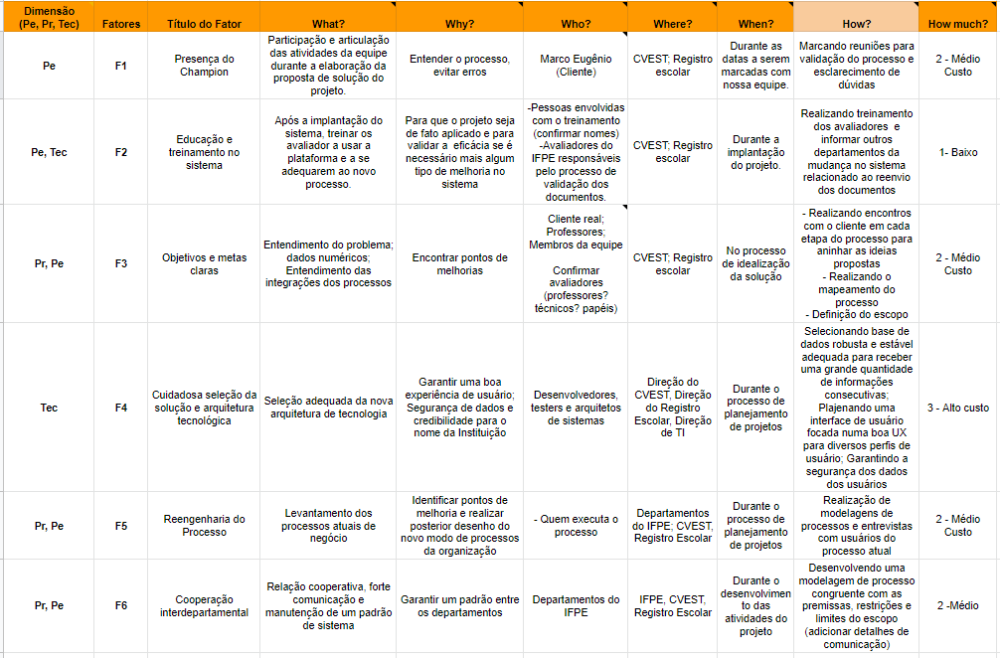 Dimensão
(Pe, Pr, Tec)
Fatores
Título do Fator
What?
Why?
Who?
Where?
When?
How?
How much?
Pe
F1
Presença do
Champion
Participação e articulação
das atividades da equipe
durante a elaboração da
proposta de solução do
projeto.
Entender o processo,
evitar erros
Marco Eugênio
(Cliente)
CVEST; Registro
escolar
Durante as
datas a serem
marcadas com
nossa equipe.
Marcando reuniões para
validação do processo e
esclarecimento de
dúvidas
2 - Médio
Custo
Pe, Tec
F2
Educação e
treinamento no
sistema
Após a implantação do
sistema, treinar os
avaliador a usar a
plataforma e a se
adequarem ao novo
processo.
Para que o projeto seja
de fato aplicado e para
validar a eficácia se é
necessário mais algum
tipo de melhoria no
sistema
-Pessoas envolvidas
com o treinamento
(confirmar nomes)
-Avaliadores do
IFPE responsáveis
pelo processo de
validação dos
documentos.
CVEST; Registro
escolar
Durante a
implantação
do projeto.
Realizando treinamento
dos avaliadores e
informar outros
departamentos da
mudança no sistema
relacionado ao reenvio
dos documentos
1- Baixo
Pr, Pe
F3
Objetivos e metas
claras
Entendimento do problema;
dados numéricos;
Entendimento das
integrações dos processos
Encontrar pontos de
melhorias
Cliente real;
Professores;
Membros da equipe
Confirmar
avaliadores
(professores?
técnicos? papéis)
CVEST; Registro
escolar
No processo
de idealização
da solução
- Realizando encontros
com o cliente em cada
etapa do processo para
aninhar as ideias
propostas
- Realizando o
mapeamento do
processo
- Definição do escopo
2 - Médio
Custo
Tec
F4
Cuidadosa seleção da
solução e arquitetura
tecnológica
Seleção adequada da nova
arquitetura de tecnologia
Garantir uma boa
experiência de usuário;
Segurança de dados e
credibilidade para o
nome da Instituição
Desenvolvedores,
testers e arquitetos
de sistemas
Direção do
CVEST, Direção
do Registro
Escolar, Direção
de TI
Durante o
processo de
planejamento
de projetos
Selecionando base de
dados robusta e estável
adequada para receber
uma grande quantidade
de informações
consecutivas;
Plajenando uma
interface de usuário
focada numa boa UX
para diversos perfis de
usuário; Garantindo a
segurança dos dados
dos usuários
3 - Alto custo
Pr, Pe
F5
Reengenharia do
Processo
Levantamento dos
processos atuais de
negócio
Identificar pontos de
melhoria e realizar
posterior desenho do
novo modo de processos
da organização
- Quem executa o
processo
Departamentos
do IFPE; CVEST,
Registro Escolar
Durante o
processo de
planejamento
de projetos
Realização de
modelagens de
processos e entrevistas
com usuários do
processo atual
2 - Médio
Custo
Pr, Pe
F6
Cooperação
interdepartamental
Relação cooperativa, forte
comunicação e
manutenção de um padrão
de sistema
Garantir um padrão entre
os departamentos
Departamentos do
IFPE
IFPE, CVEST,
Registro Escolar
Durante o
desenvolvimen
to das
atividades do
projeto
Desenvolvendo uma
modelagem de processo
congruente com as
premissas, restrições e
limites do escopo
(adicionar detalhes de
comunicação)
2 -Médio